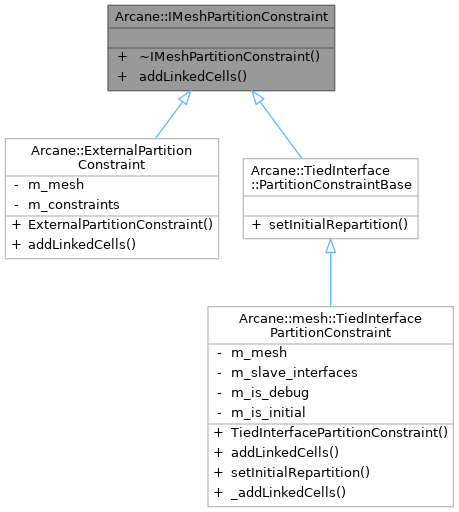 Arcane::IMeshPartitionConstraint
+ ~IMeshPartitionConstraint()
+ addLinkedCells()
Arcane::ExternalPartition
Constraint
- m_mesh
- m_constraints
+ ExternalPartitionConstraint()
+ addLinkedCells()
Arcane::TiedInterface
::PartitionConstraintBase
+ setInitialRepartition()
Arcane::mesh::TiedInterface
PartitionConstraint
- m_mesh
- m_slave_interfaces
- m_is_debug
- m_is_initial
+ TiedInterfacePartitionConstraint()
+ addLinkedCells()
+ setInitialRepartition()
+ _addLinkedCells()